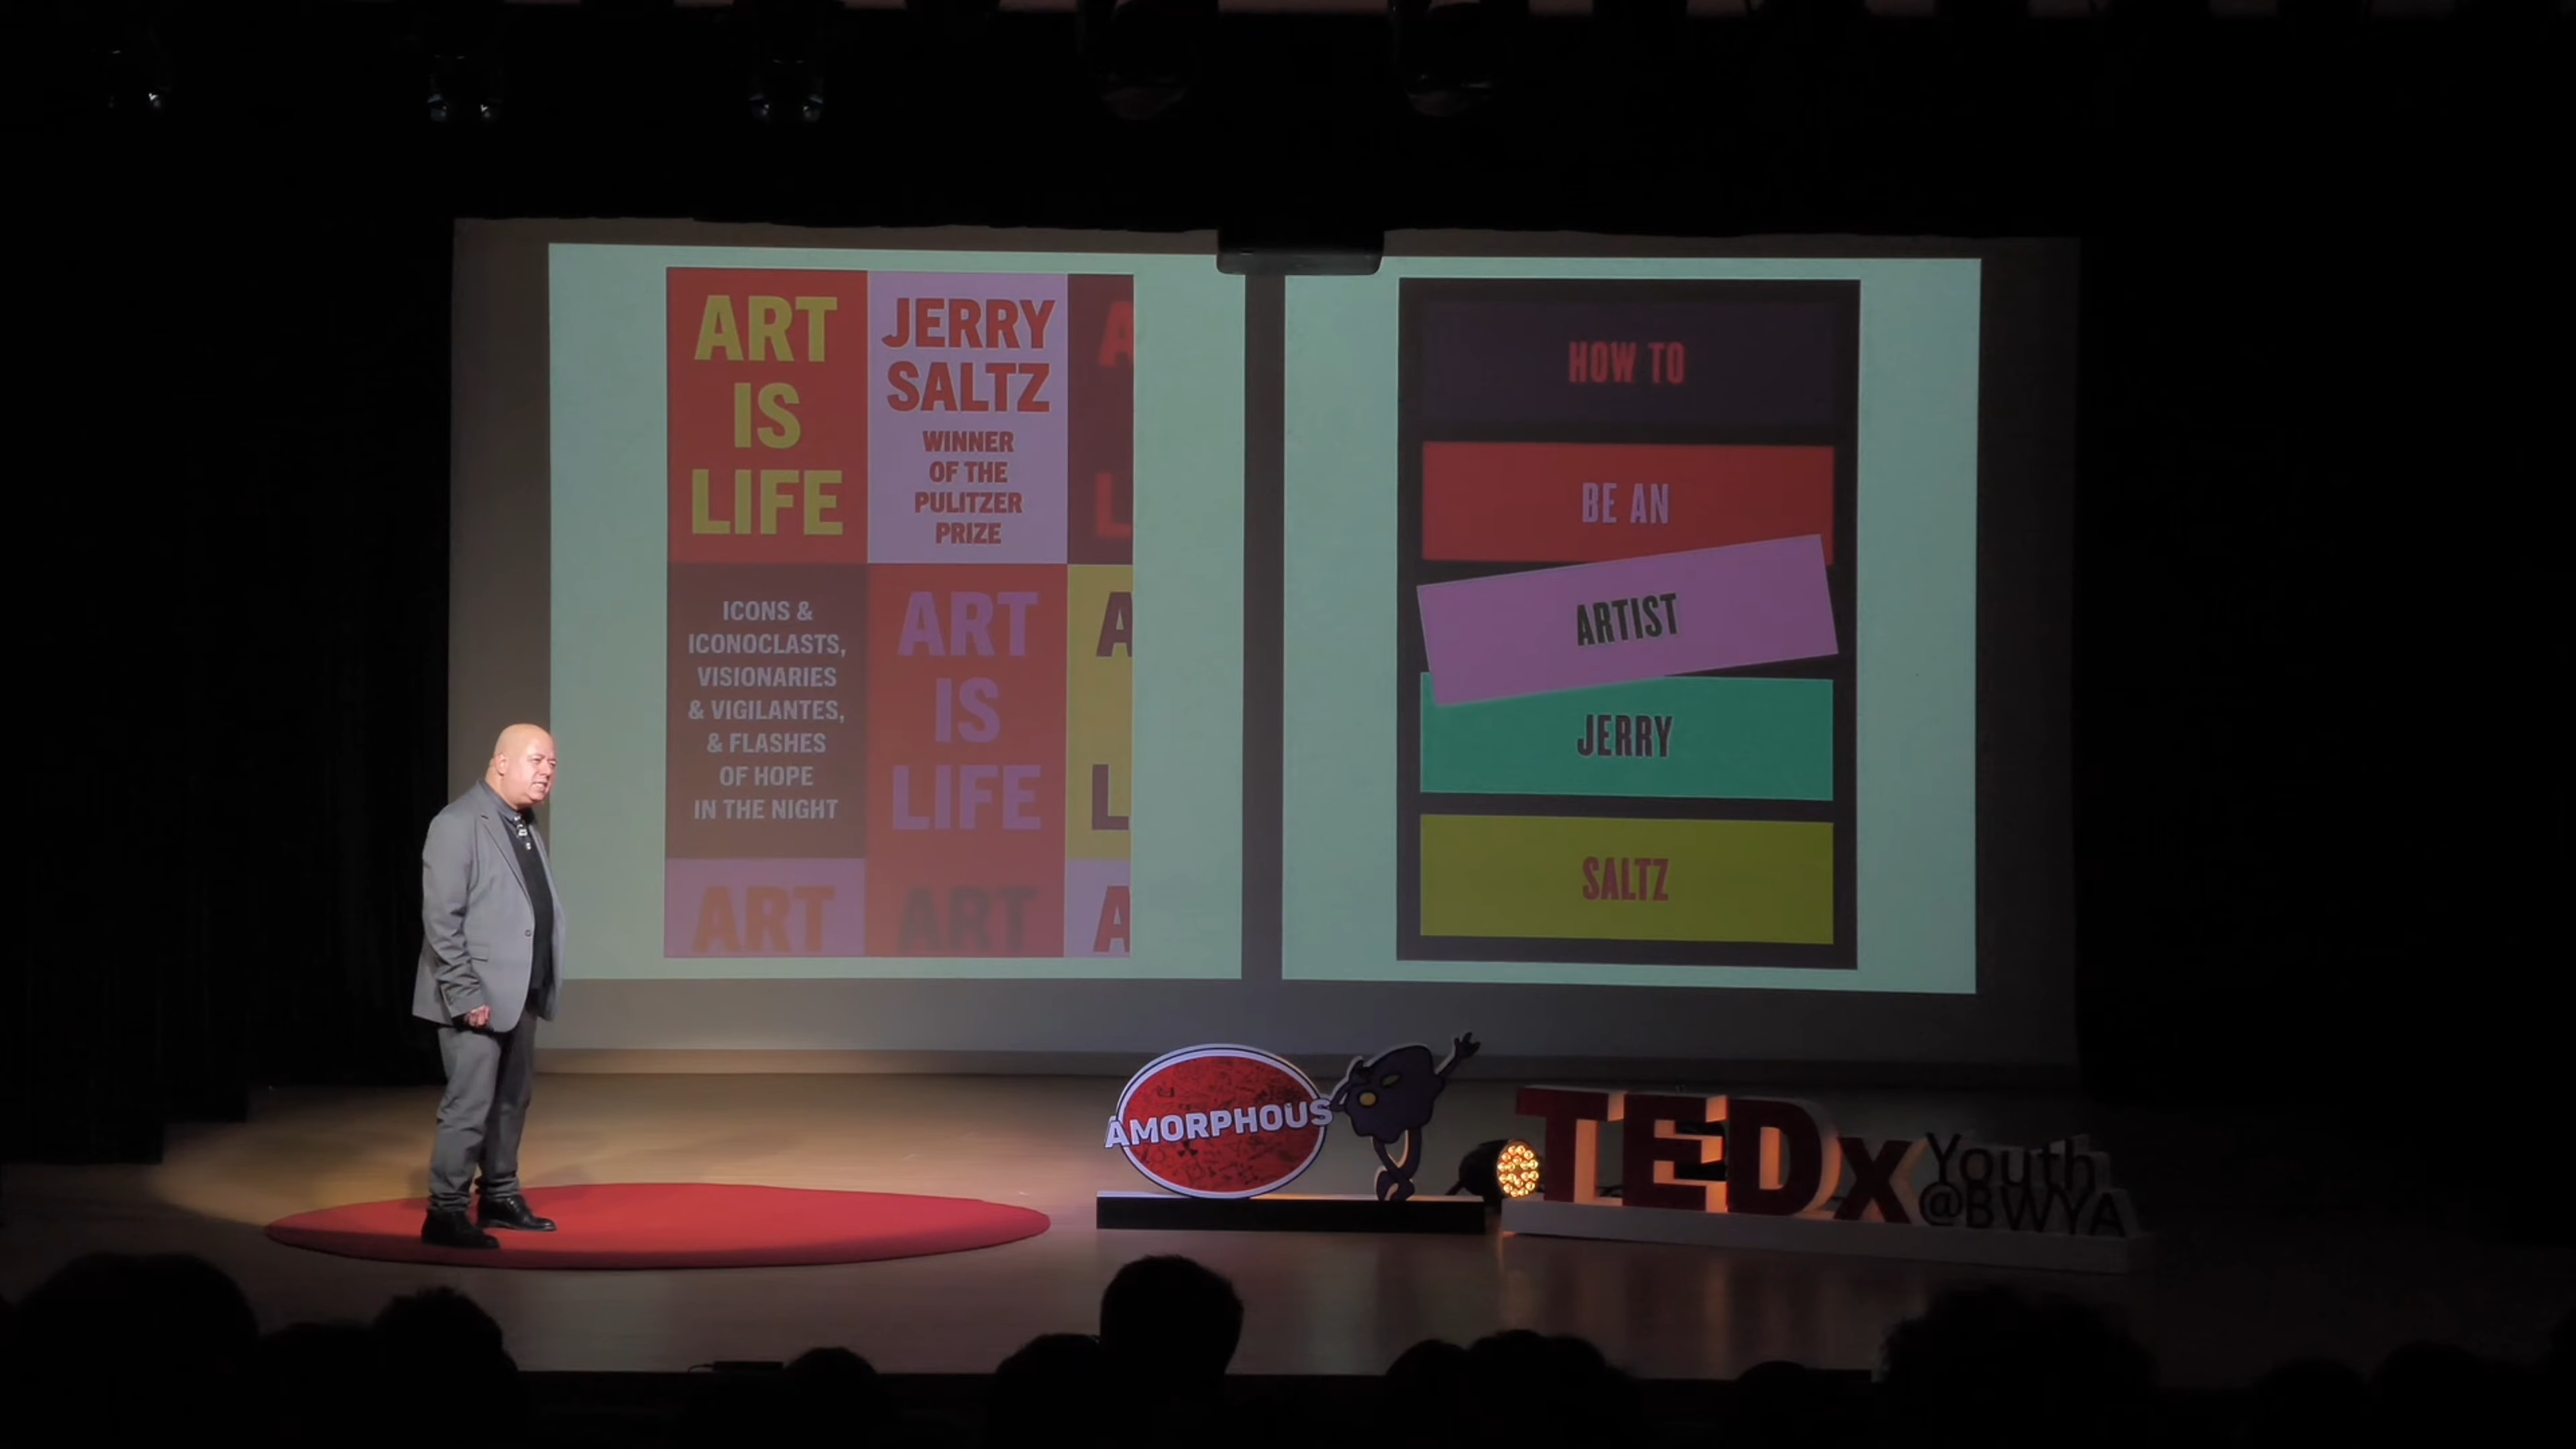 ART
IS
LIFE
JERRY
SALTZ
WINNER
OF THE
PULITZER
PRIZE
A
L
ICONS &
ICONOCLASTS,
VISIONARIES
& VIGILANTES,
& FLASHES
OF HOPE
IN THE NIGHT
ART
IS
LIFE
A
L
ART
ART
A
HOW TO
BE AN
ARTIST
JERRY
SALTZ
AMORPHOUS
TEDx
Youth
@BWYA